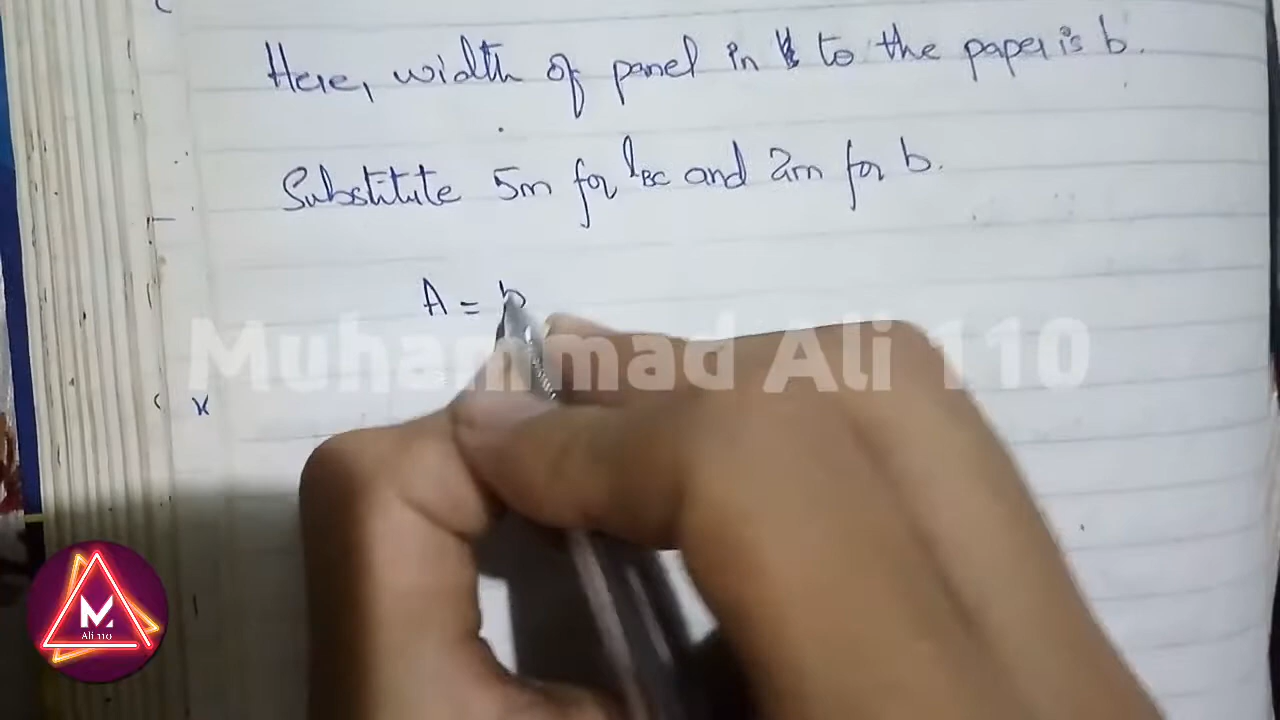 Here, width of panel in to the paper is b.
Substitute 5m for lBC and 2m for b.
A = b
Muhammad Ali 110
x
M
Ali 110